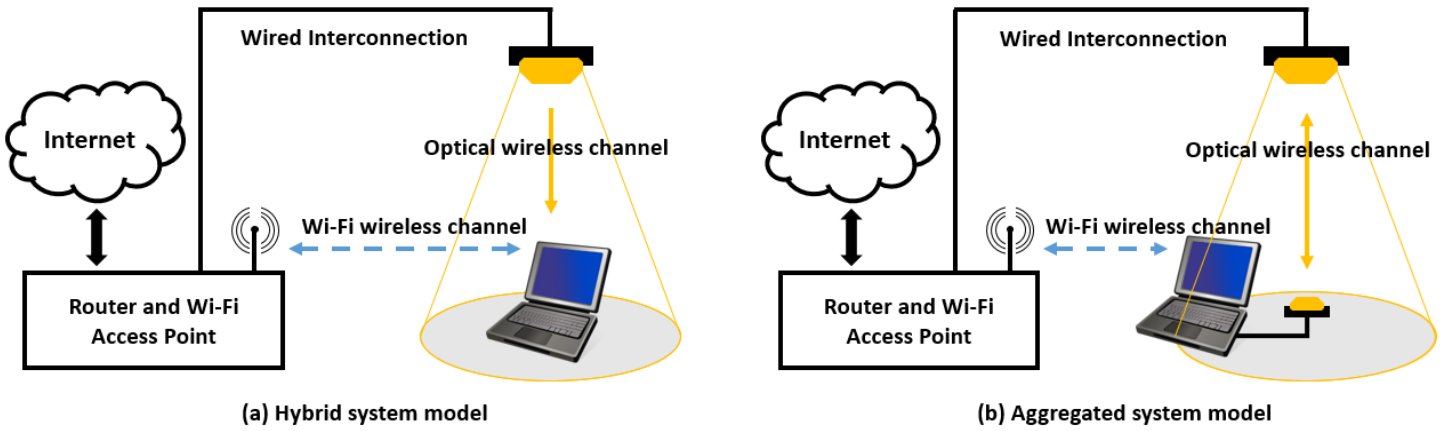 Wired Interconnection
Internet
Optical wireless channel
Wi-Fi wireless channel
Router and Wi-Fi
Access Point
(a) Hybrid system model
Wired Interconnection
Internet
Optical wireless channel
Wi-Fi wireless channel
Router and Wi-Fi
Access Point
(b) Aggregated system model